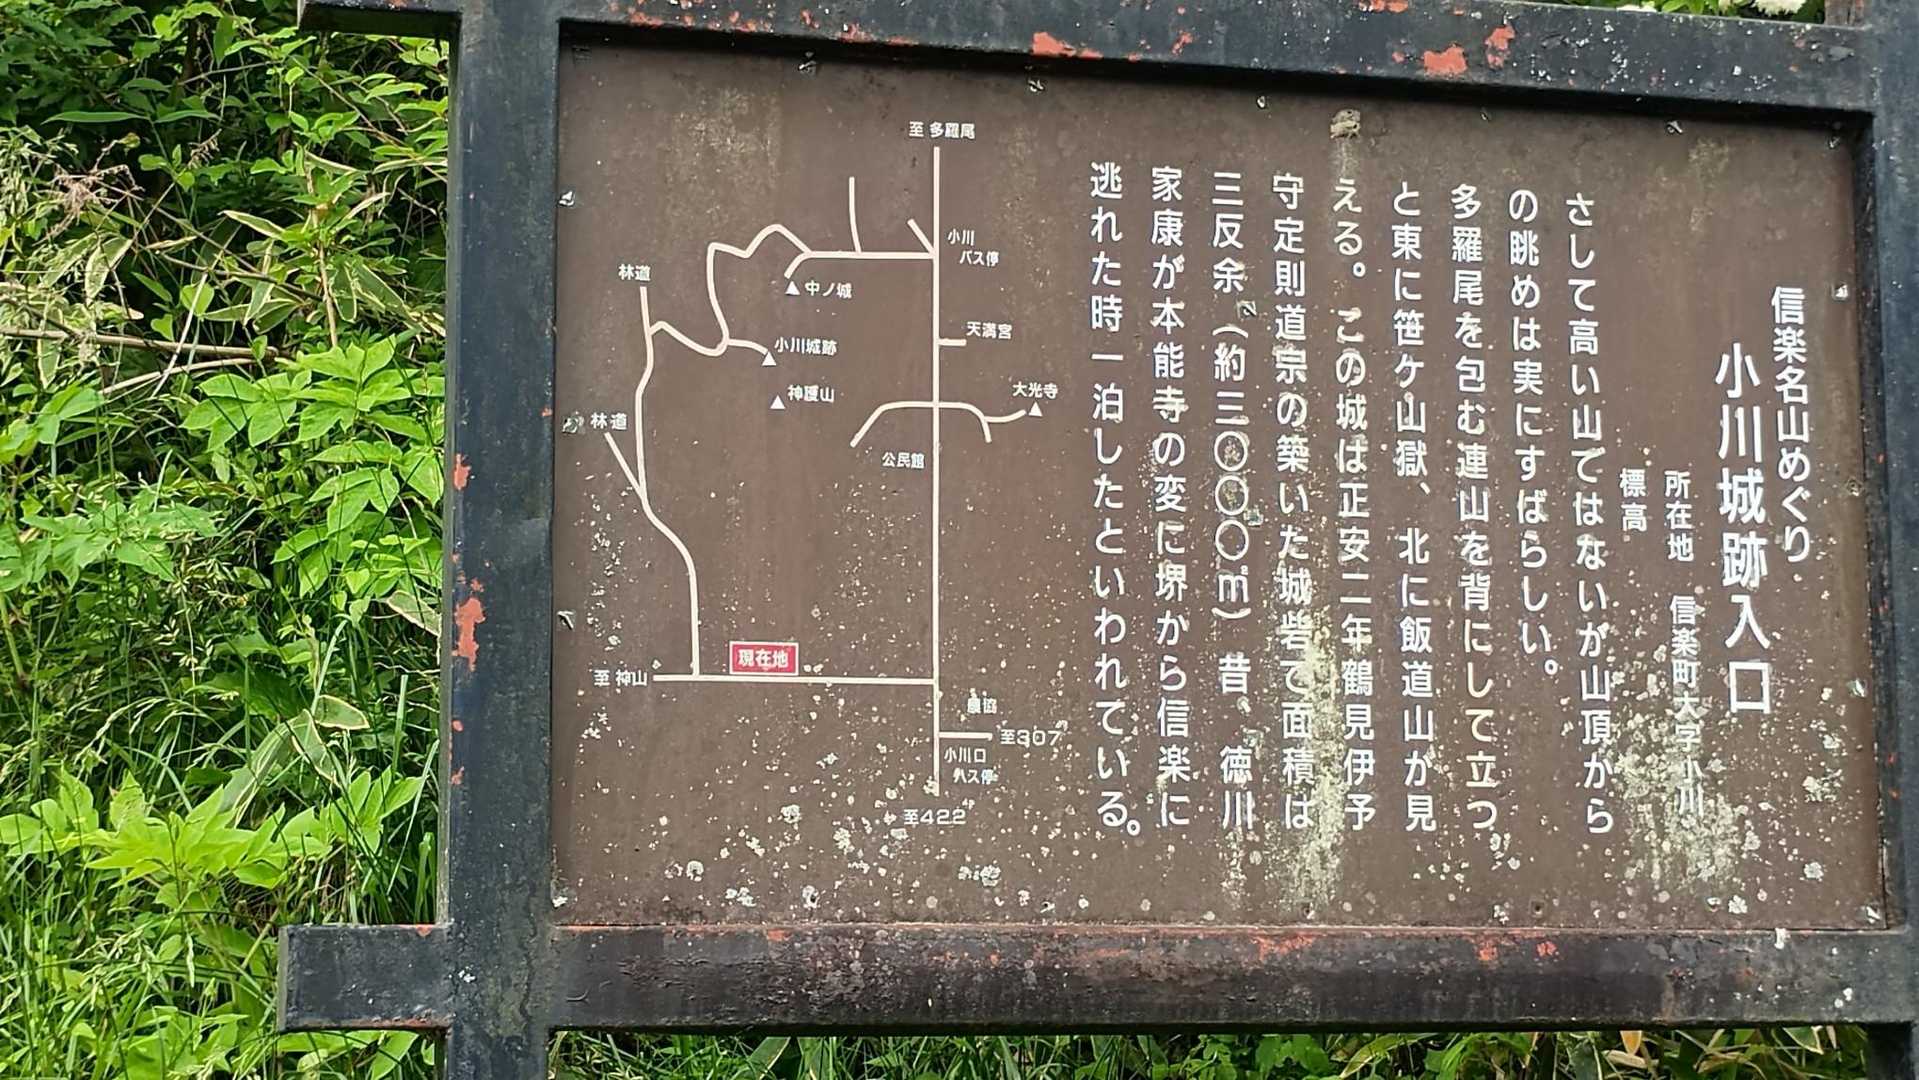 信楽名山めぐり
小川城跡入口
所在地　信楽町大字小川
標高
さして高い山ではないが山頂から
の眺めは実にすばらしい。
多羅尾を包む連山を背にして立つ
と東に笹ケ山獄、北に飯道山が見
える。この城は正安二年鶴見伊予
守定則道宗の築いた城砦で面積は
三反余（約三〇〇〇㎡）昔、徳川
家康が本能寺の変に堺から信楽に
逃れた時一泊したといわれている。
至 多羅尾
小川
バス停
中ノ城
林道
天満宮
小川城跡
神護山
大光寺
林道
公民館
現在地
至 神山
農協
至307
小川口
バス停
至422